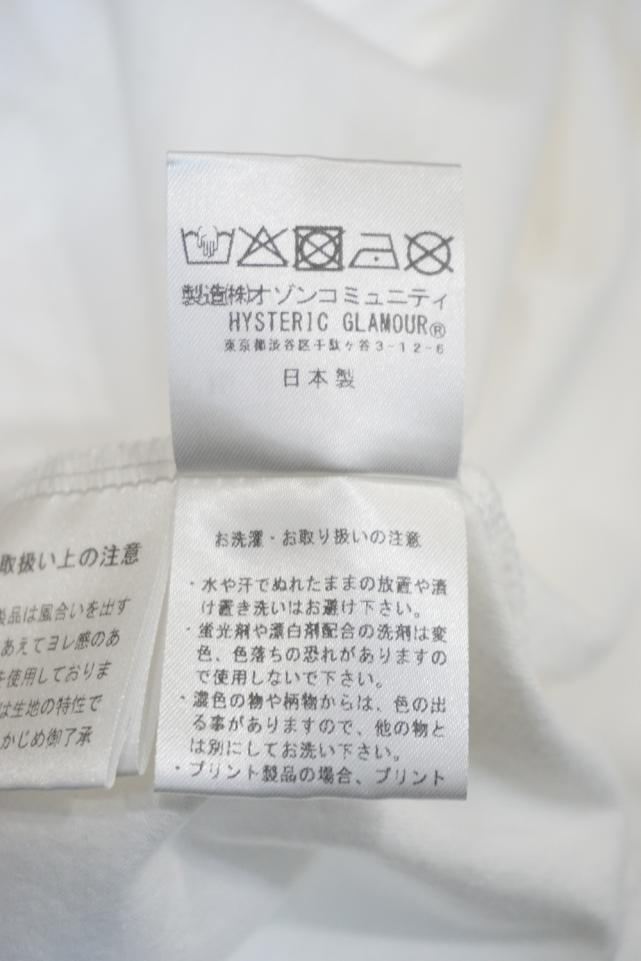 製造(株)オゾンコミュニティ
HYSTERIC GLAMOUR®
東京都渋谷区千駄ヶ谷3-12-6
日本製
お洗濯・お取り扱いの注意
・水や汗でぬれたままの放置や漬
け置き洗いはお避け下さい。
・蛍光剤や漂白剤配合の洗剤は変
色、色落ちの恐れがありますの
で使用しないで下さい。
・濃色の物や柄物からは、色の出
る事がありますので、他の物と
は別にしてお洗い下さい。
・プリント製品の場合、プリント
取扱い上の注意
製品は風合いを出す
あえてヨレ感のあ
を使用しておりま
は生地の特性で
かじめ御了承